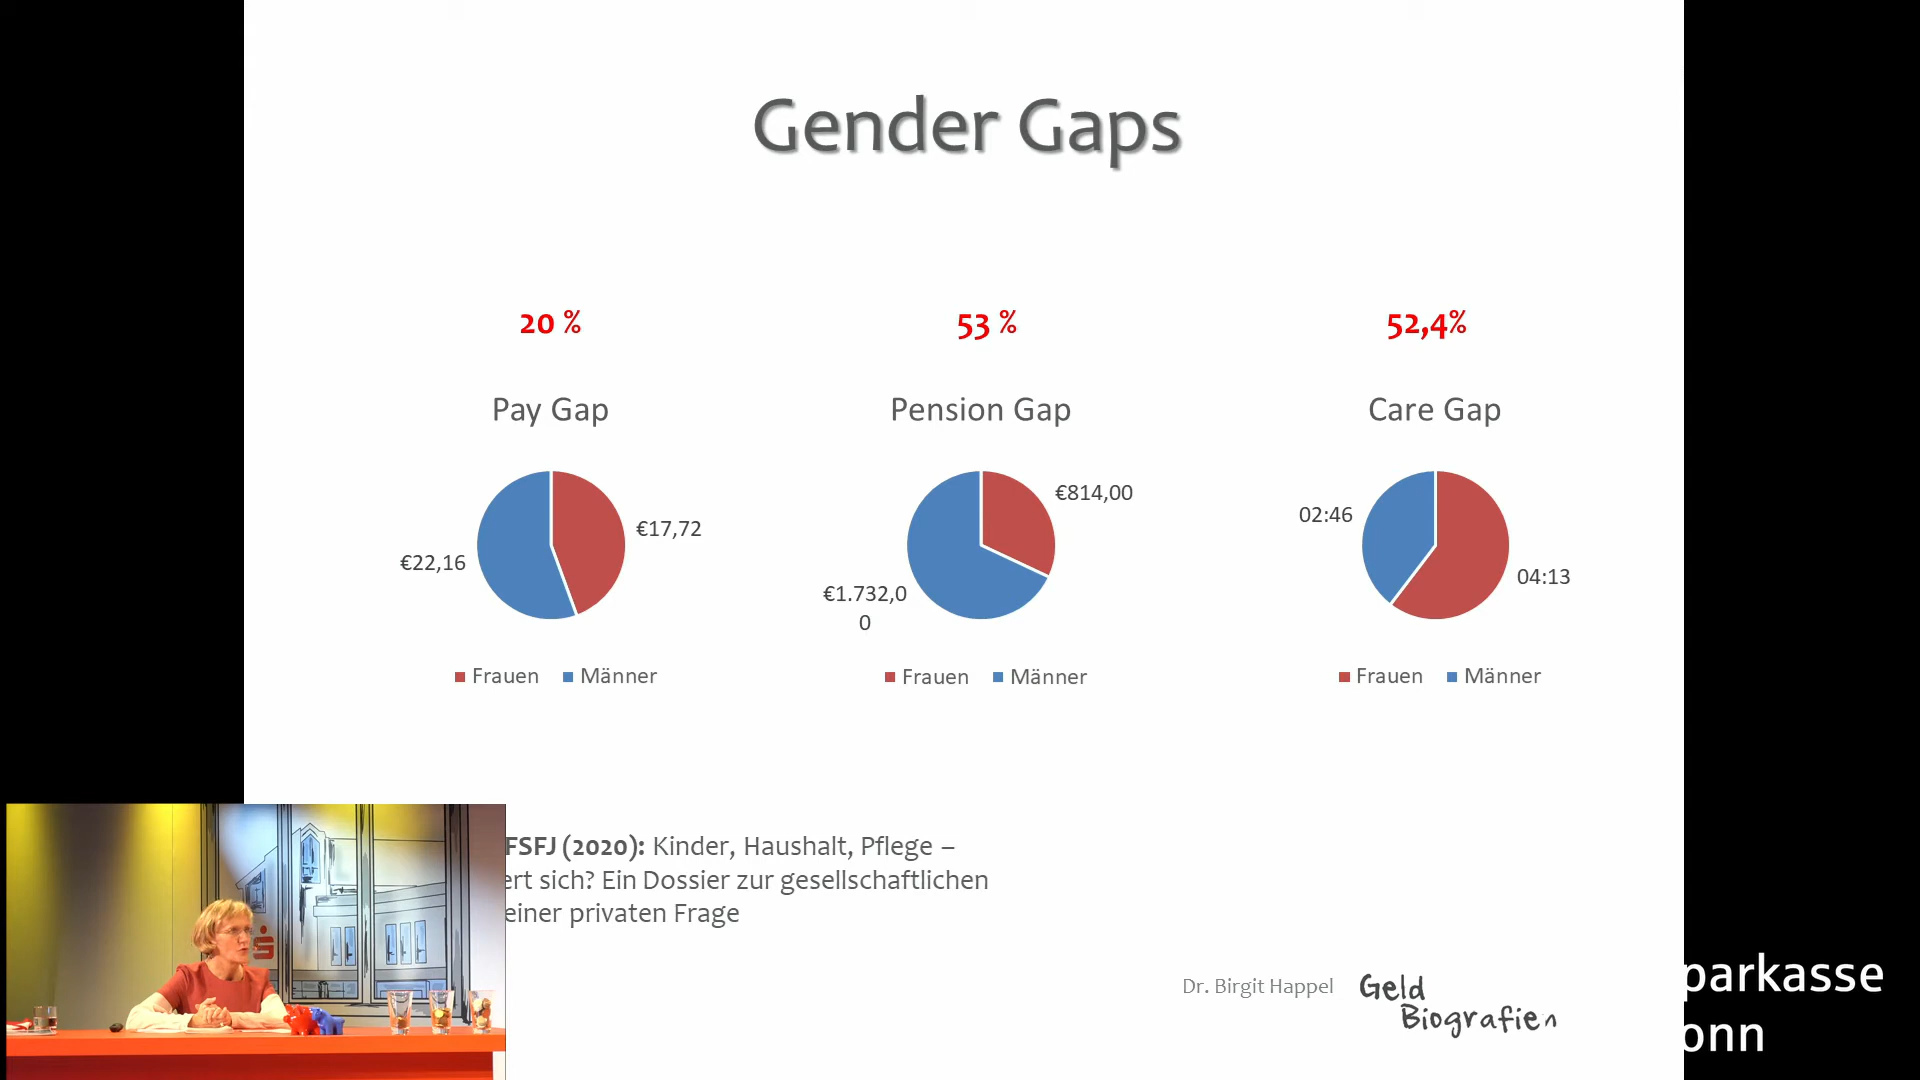 Gender Gaps
20 %
53 %
52,4%
Pay Gap
Pension Gap
Care Gap
€22,16
€17,72
€814,00
€1.732,0
0
02:46
04:13
Frauen
Männer
Frauen
Männer
Frauen
Männer
FSFJ (2020): Kinder, Haushalt, Pflege –
ert sich? Ein Dossier zur gesellschaftlichen
einer privaten Frage
Dr. Birgit Happel
Geld
Biografien
parkasse
onn